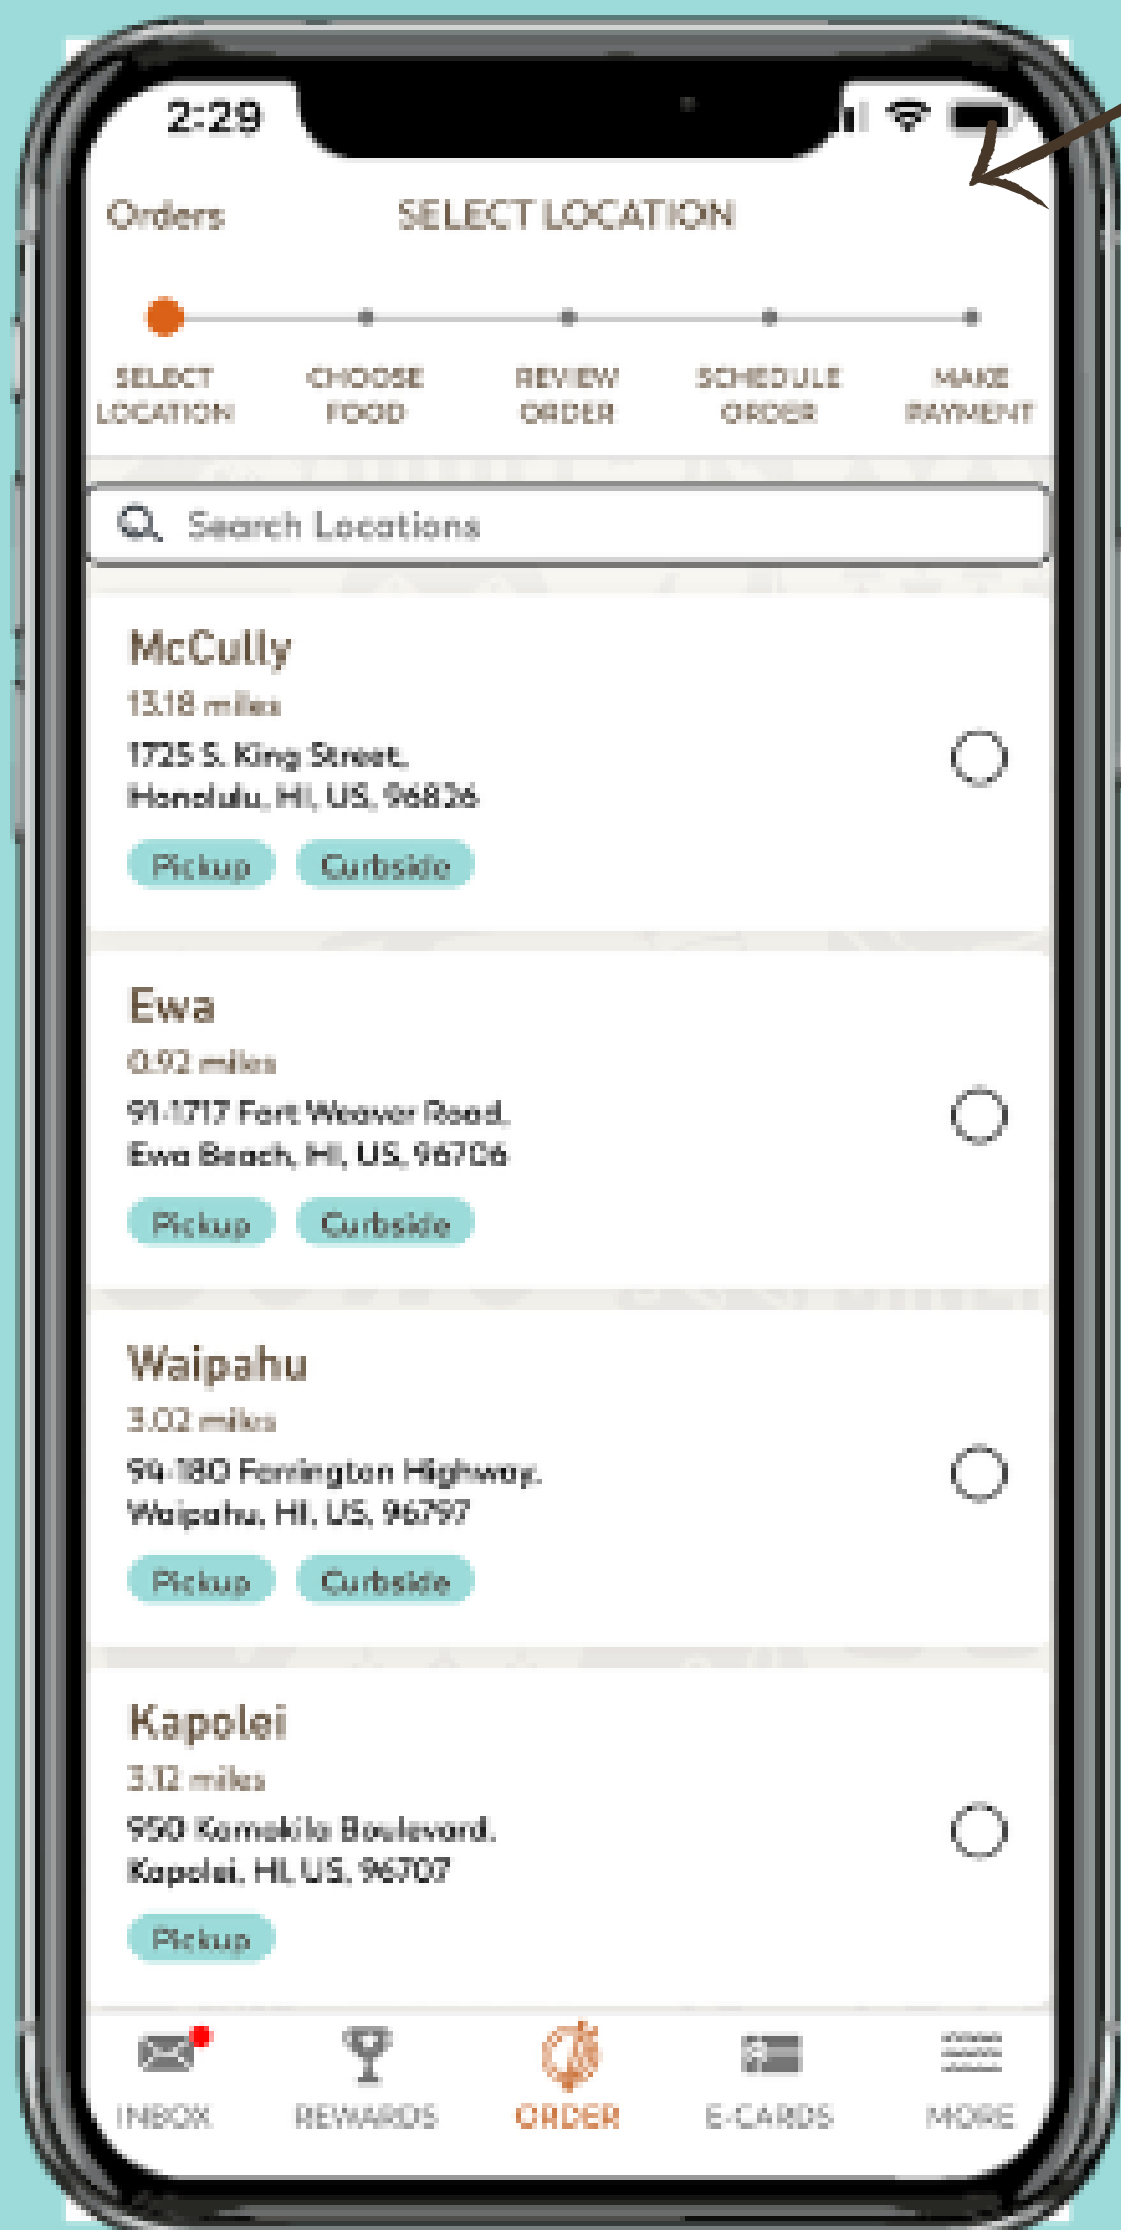 2:29
Orders
SELECT LOCATION
SELECT LOCATION
CHOOSE FOOD
REVIEW ORDER
SCHEDULE ORDER
MAKE PAYMENT
Search Locations
McCully
13.18 miles
1725 S. King Street,
Honolulu, HI, US, 96826
Pickup Curbside
Ewa
0.92 miles
91-1717 Fort Weaver Road,
Ewa Beach, HI, US, 96706
Pickup Curbside
Waipahu
3.02 miles
94-180 Farrington Highway,
Waipahu, HI, US, 96797
Pickup Curbside
Kapolei
3.12 miles
950 Kamokila Boulevard,
Kapolei, HI, US, 96707
Pickup
INBOX
REWARDS
ORDER
E-CARDS
MORE